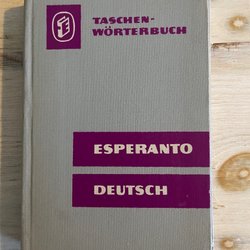 TASCHEN-
WÖRTERBUCH
ESPERANTO
DEUTSCH